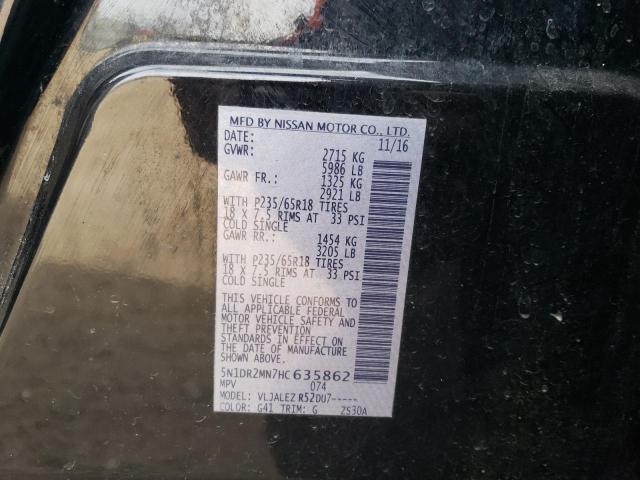 MFD BY NISSAN MOTOR CO., LTD.
DATE: 11/16
GVWR: 2715 KG
5986 LB
GAWR FR.: 1325 KG
2921 LB
WITH P235/65R18 TIRES
18 X 7.5 RIMS AT 33 PSI
COLD SINGLE
GAWR RR.: 1454 KG
3205 LB
WITH P235/65R18 TIRES
18 X 7.5 RIMS AT 33 PSI
COLD SINGLE
THIS VEHICLE CONFORMS TO
ALL APPLICABLE FEDERAL
MOTOR VEHICLE SAFETY AND
THEFT PREVENTION
STANDARDS IN EFFECT ON
THE DATE OF MANUFACTURE
SHOWN ABOVE.
5N1DR2MN7HC635862
MPV 074
MODEL: VLJALEZ R52DU7-----
COLOR: G41 TRIM: G 2S30A